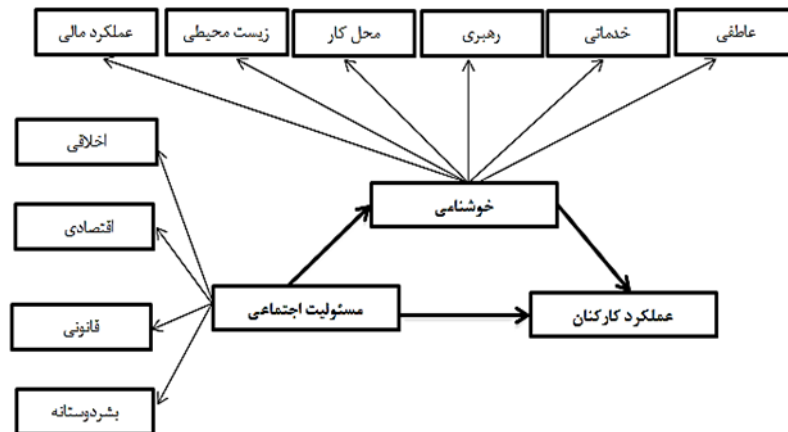 عاطفی
خدماتی
رهبری
محل کار
زیست محیطی
عملکرد مالی
اخلاقی
خوشنامی
اقتصادی
مسئولیت اجتماعی
عملکرد کارکنان
قانونی
بشردوستانه